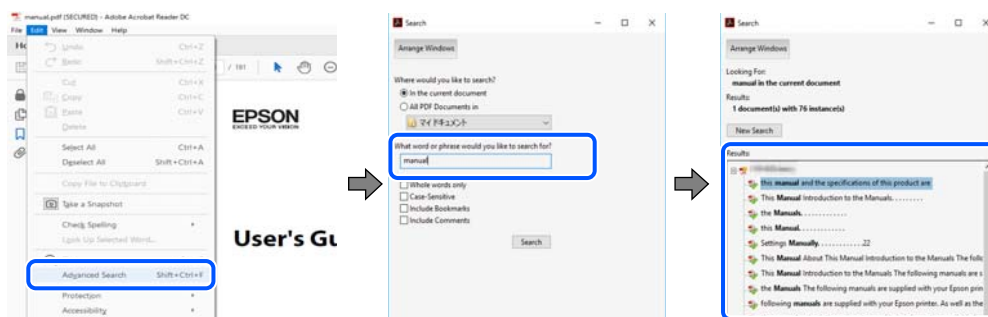 manual.pdf (SECURED) - Adobe Acrobat Reader DC
File Edit View Window Help
Undo Ctrl+Z
Redo Shift+Ctrl+Z
Cut Ctrl+X
Copy Ctrl+C
Paste Ctrl+V
Delete
Select All Ctrl+A
Deselect All Shift+Ctrl+A
Copy File to Clipboard
Take a Snapshot
Check Spelling
Look Up Selected Word...
Advanced Search Shift+Ctrl+F
Protection
Accessibility
/ 191
EPSON
EXCEED YOUR VISION
User's Gu
Search
Arrange Windows
Where would you like to search?
In the current document
All PDF Documents in
マイ ドキュメント
What word or phrase would you like to search for?
manual
Whole words only
Case-Sensitive
Include Bookmarks
Include Comments
Search
Search
Arrange Windows
Looking For:
manual in the current document
Results:
1 document(s) with 76 instance(s)
New Search
Results:
this manual and the specifications of this product are
This Manual Introduction to the Manuals. . . . . . . . .
the Manuals. . . . . . . . . . . . .
this Manual. . . . . . . . . . . . .
Settings Manually. . . . . . . . . . . . .22
This Manual About This Manual Introduction to the Manuals The follo
This Manual Introduction to the Manuals The following manuals are s
the Manuals The following manuals are supplied with your Epson prin
following manuals are supplied with your Epson printer. As well as the